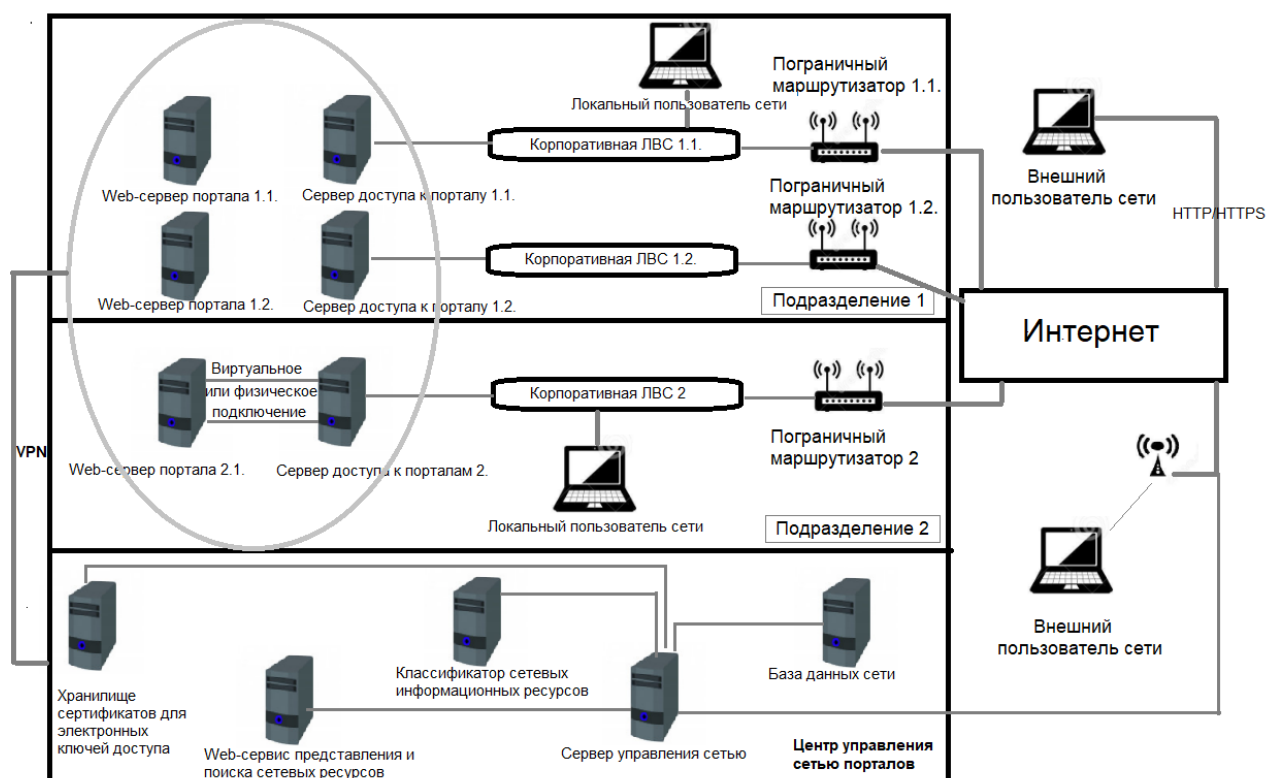 Пограничный
маршрутизатор 1.1.
Локальный пользователь сети
Корпоративная ЛВС 1.1.
Web-сервер портала 1.1.
Сервер доступа к порталу 1.1.
Внешний
пользователь сети
HTTP/HTTPS
Пограничный
маршрутизатор 1.2.
Корпоративная ЛВС 1.2.
Web-сервер портала 1.2.
Сервер доступа к порталу 1.2.
Подразделение 1
Интернет
Виртуальное
или физическое
подключение
Корпоративная ЛВС 2
Пограничный
маршрутизатор 2
VPN
Web-сервер портала 2.1.
Сервер доступа к порталам 2.
Локальный пользователь сети
Подразделение 2
Внешний
пользователь сети
Хранилище
сертификатов для
электронных
ключей доступа
Классификатор сетевых
информационных ресурсов
База данных сети
Web-сервис представления и
поиска сетевых ресурсов
Сервер управления сетью
Центр управления
сетью порталов